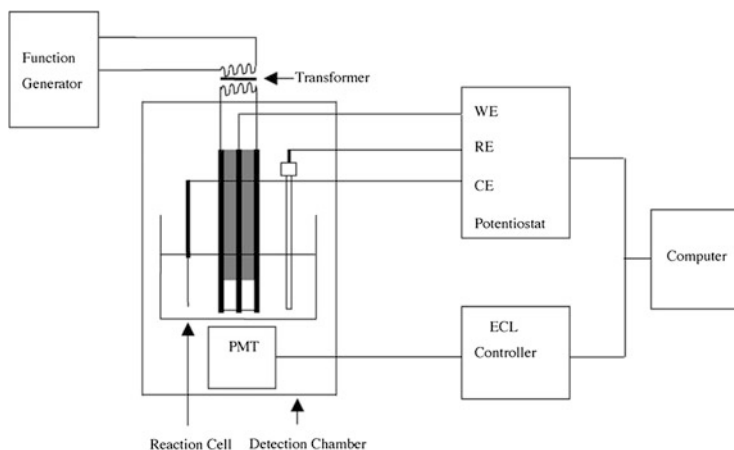 Function
Generator
Transformer
WE
RE
CE
Potentiostat
Computer
ECL
Controller
PMT
Reaction Cell
Detection Chamber